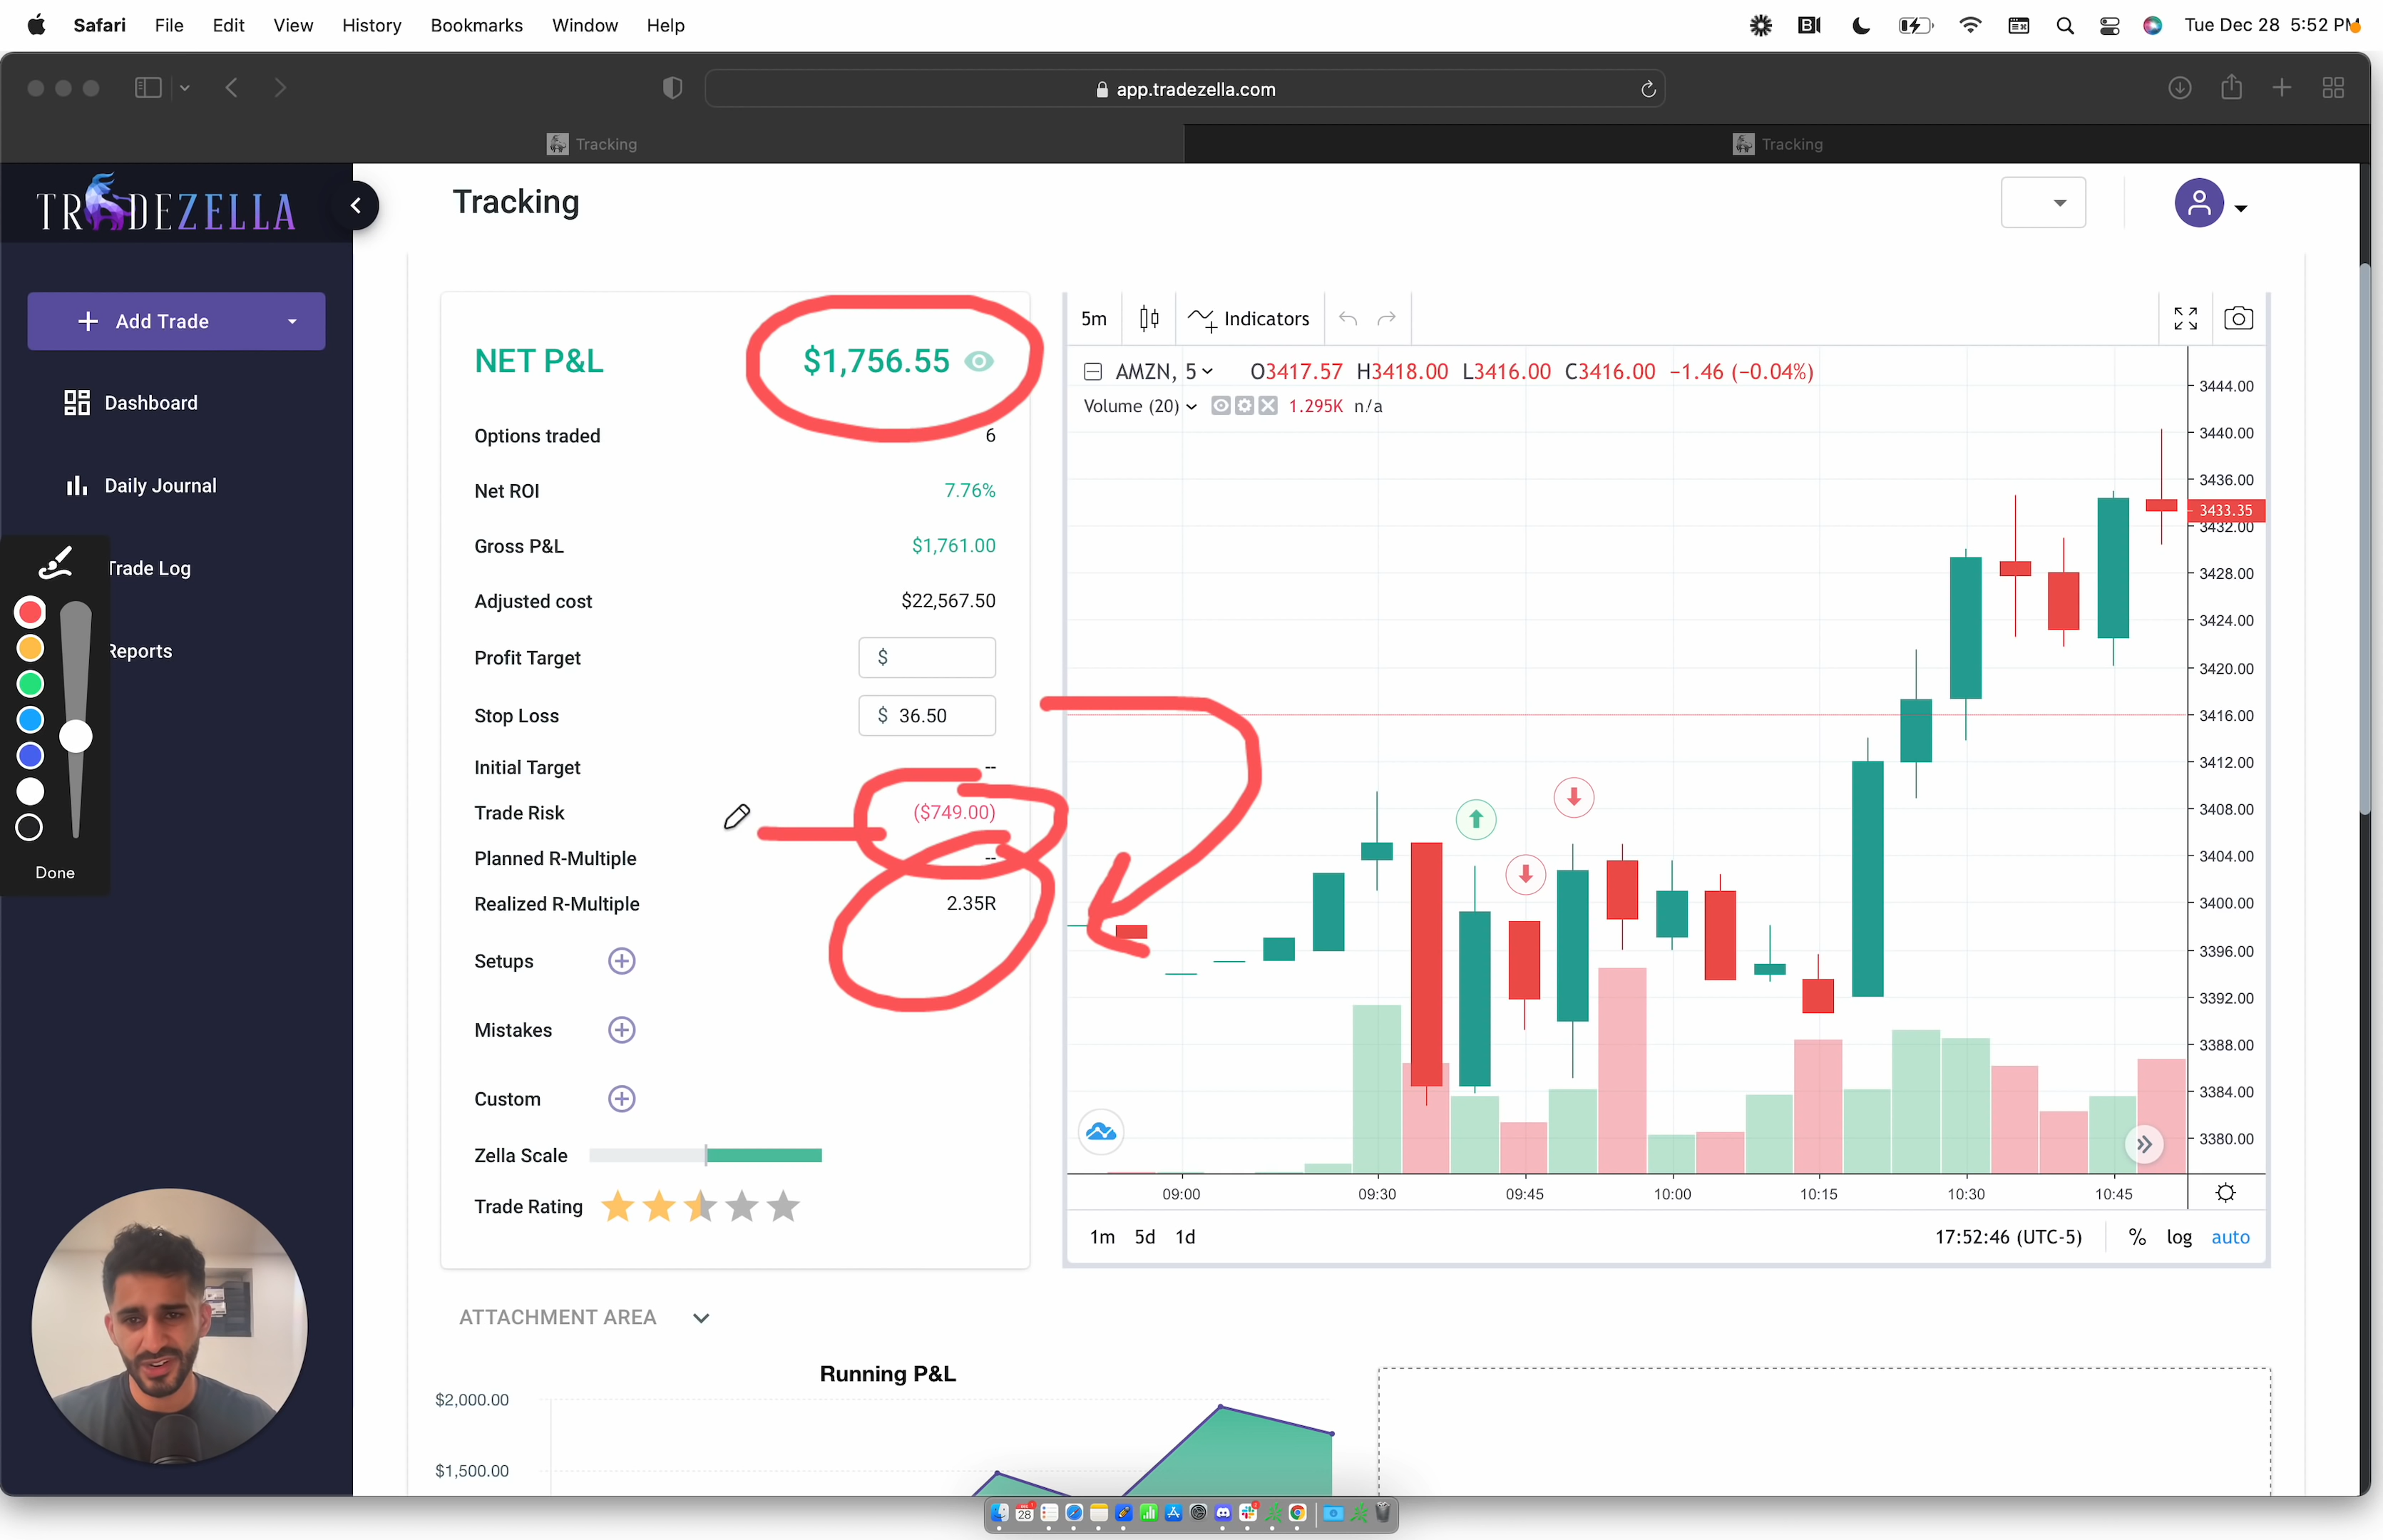 Safari File Edit View History Bookmarks Window Help Tue Dec 28 5:52 PM
app.tradezella.com
Tracking Tracking
TRADEZELLA
Tracking
Add Trade
Dashboard
Daily Journal
Trade Log
Reports
Done
NET P&L $1,756.55
Options traded 6
Net ROI 7.76%
Gross P&L $1,761.00
Adjusted cost $22,567.50
Profit Target $
Stop Loss $ 36.50
Initial Target --
Trade Risk ($749.00)
Planned R-Multiple --
Realized R-Multiple 2.35R
Setups
Mistakes
Custom
Zella Scale
Trade Rating
5m Indicators
AMZN, 5 O3417.57 H3418.00 L3416.00 C3416.00 −1.46 (−0.04%)
Volume (20) 1.295K n/a
3444.00
3440.00
3436.00
3433.35
3432.00
3428.00
3424.00
3420.00
3416.00
3412.00
3408.00
3404.00
3400.00
3396.00
3392.00
3388.00
3384.00
3380.00
09:00 09:30 09:45 10:00 10:15 10:30 10:45
1m 5d 1d 17:52:46 (UTC-5) % log auto
ATTACHMENT AREA
Running P&L
$2,000.00
$1,500.00
28